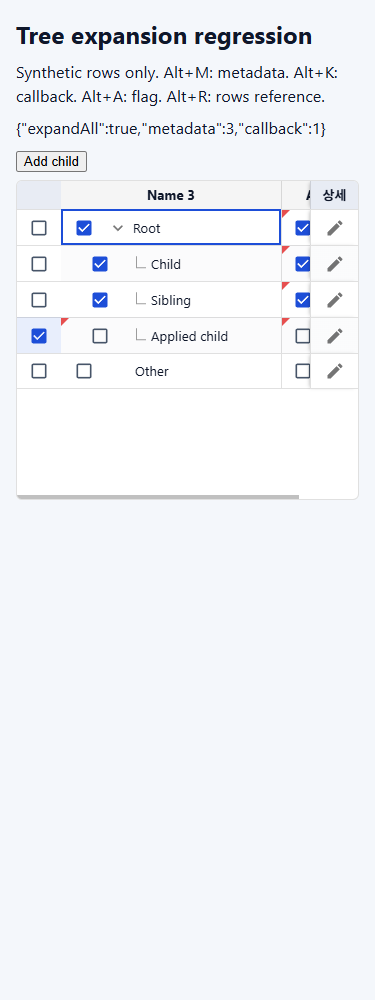 Tree expansion regression
Synthetic rows only. Alt+M: metadata. Alt+K:
callback. Alt+A: flag. Alt+R: rows reference.
{"expandAll":true,"metadata":3,"callback":1}
Add child
Name 3 상세
Root
Child
Sibling
Applied child
Other